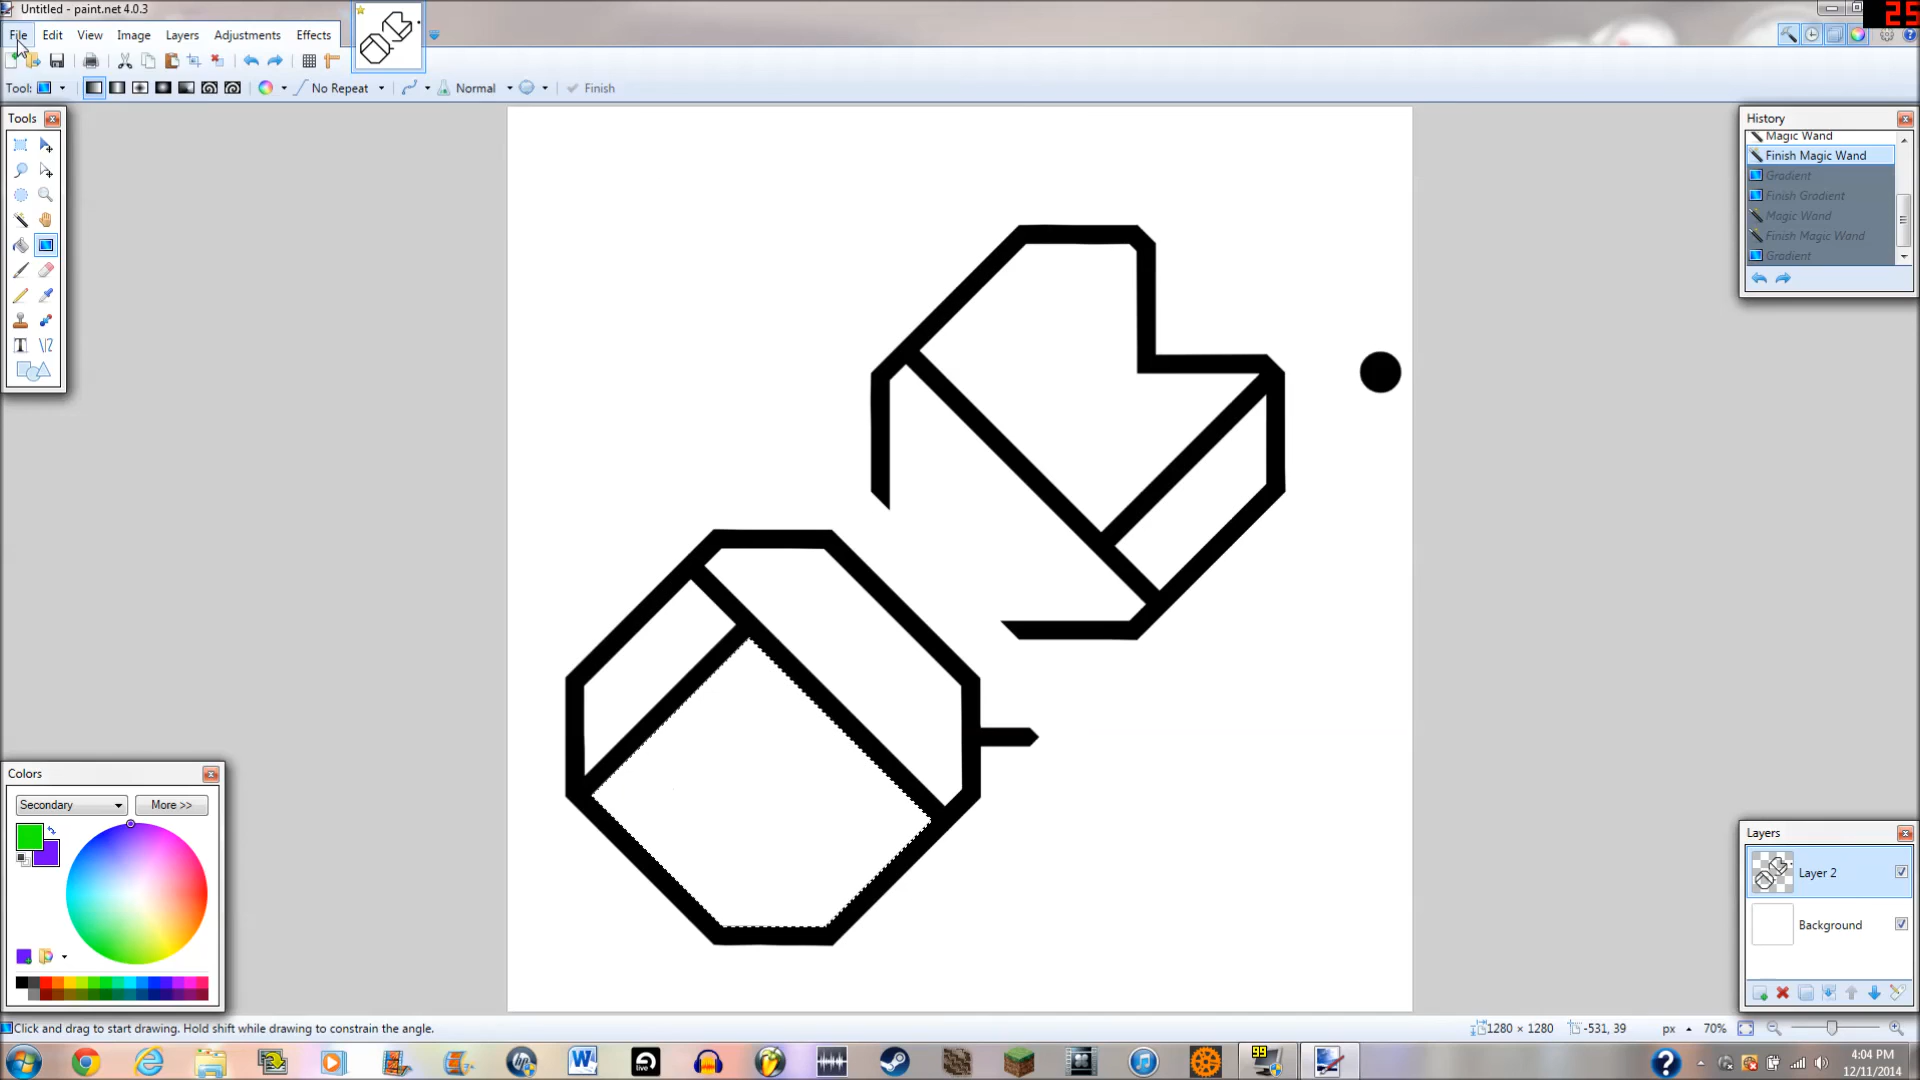 Untitled - paint.net 4.0.3
25
File Edit View Image Layers Adjustments Effects
Tool: No Repeat Normal Finish
Tools
History
Magic Wand
Finish Magic Wand
Gradient
Finish Gradient
Magic Wand
Finish Magic Wand
Gradient
Colors
Secondary More >>
Layers
Layer 2
Background
Click and drag to start drawing. Hold shift while drawing to constrain the angle.
1280 × 1280 -531, 39 px 70%
99
live
4:04 PM
12/11/2014